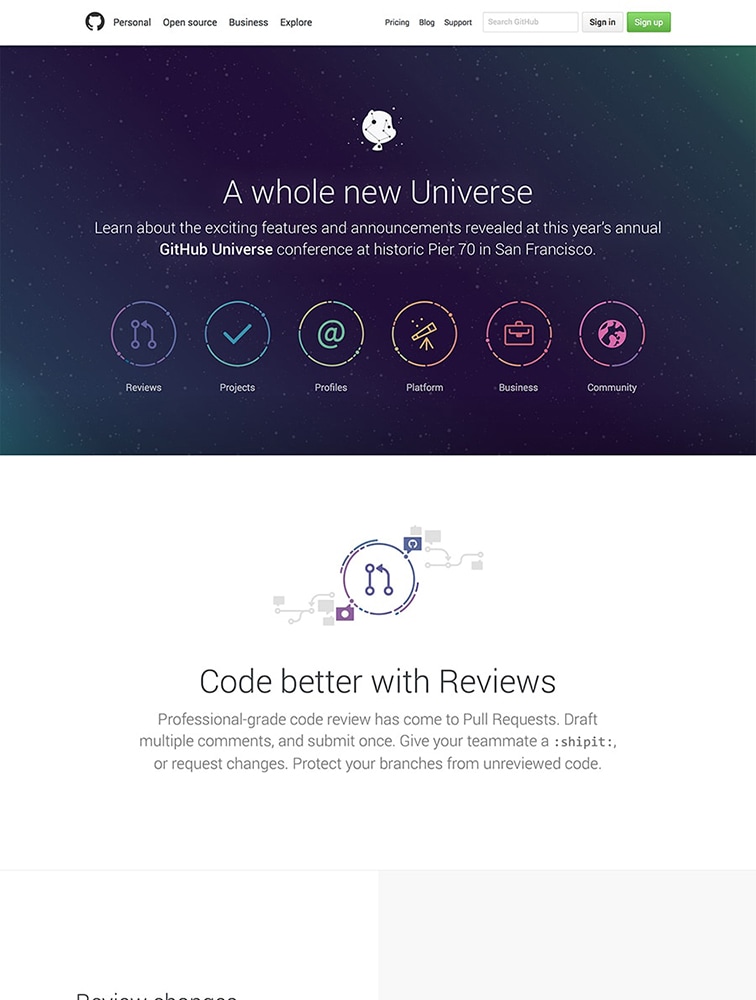 Personal Open source Business Explore Pricing Blog Support Search GitHub Sign in Sign up
A whole new Universe
Learn about the exciting features and announcements revealed at this year's annual
GitHub Universe conference at historic Pier 70 in San Francisco.
@
Reviews Projects Profiles Platform Business Community
Code better with Reviews
Professional-grade code review has come to Pull Requests. Draft
multiple comments, and submit once. Give your teammate a :shipit:,
or request changes. Protect your branches from unreviewed code.
Review changes